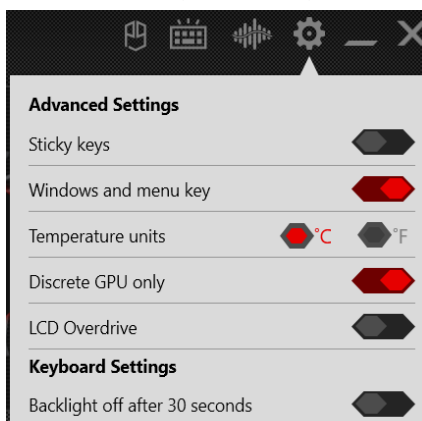 Advanced Settings
Sticky keys
Windows and menu key
Temperature units °C °F
Discrete GPU only
LCD Overdrive
Keyboard Settings
Backlight off after 30 seconds